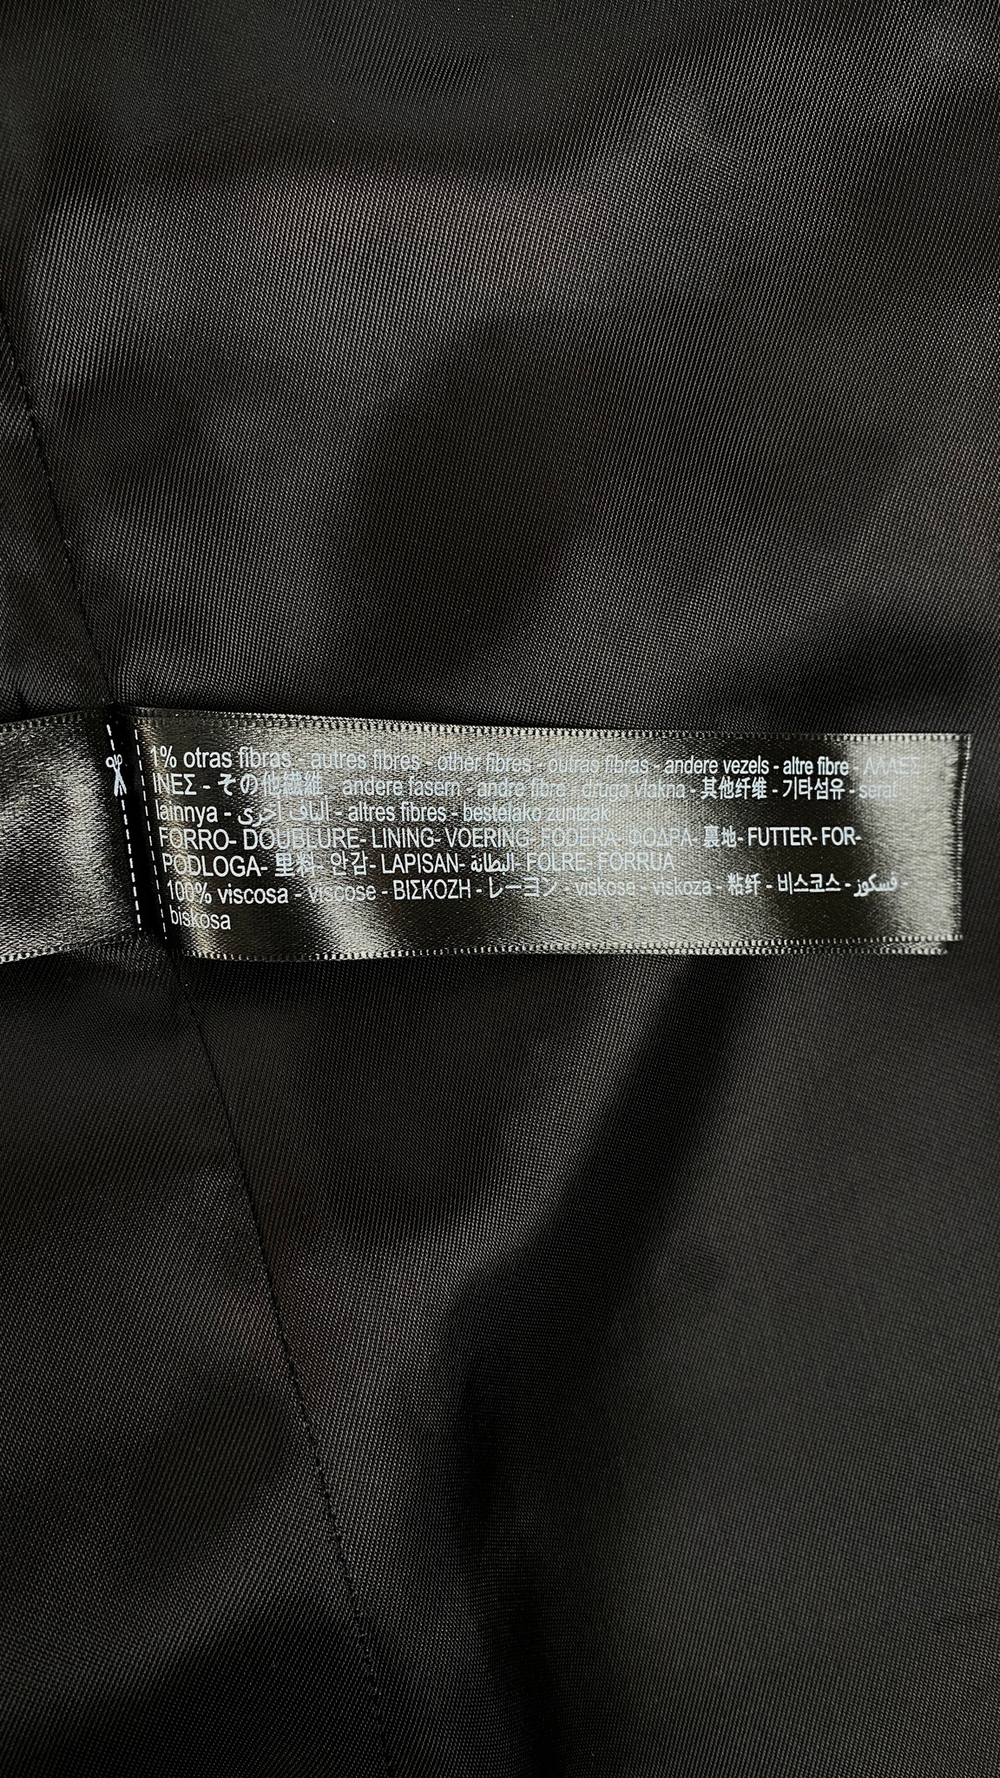 1% otras fibras - autres fibres - other fibres - outras fibras - andere vezels - altre fibre - ΑΛΛΕΣ
ΙΝΕΣ - その他繊維 andere fasern - andre fibre - druga vlakna - 其他纤维 - 기타섬유 - serat
lainnya - ألياف أخرى - altres fibres - bestelako zuntzak
FORRO- DOUBLURE- LINING- VOERING- FODERA- ΦΟΔΡΑ- 裏地- FUTTER- FOR-
PODLOGA- 里料- 안감- LAPISAN- البطانة- FOLRE- FORRUA
100% viscosa - viscose - ΒΙΣΚΟΖΗ - レーヨン - viskose - viskoza - 粘纤 - 비스코스 - فسكوز -
biskosa